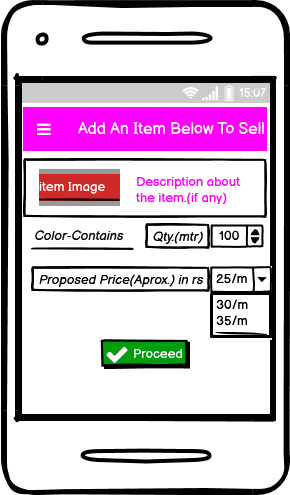 15:07
Add An Item Below To Sell
item Image
Description about
the item.(if any)
Color-Contains
Qty.(mtr)
100
Proposed Price(Aprox.) in rs
25/m
30/m
35/m
Proceed